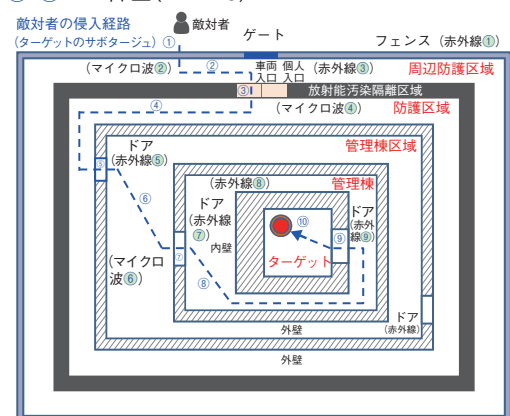 敵対者の侵入経路
(ターゲットのサボタージュ)
①
敵対者
ゲート
フェンス(赤外線①)
(マイクロ波②)
②
車両
入口
個人
入口
(赤外線③)
周辺防護区域
③
放射能汚染隔離区域
④
(マイクロ波④)
防護区域
ドア
(赤外線⑤)
管理棟区域
⑤
(赤外線⑧)
管理棟
⑥
ドア
(赤外線
⑦)
⑩
ドア
(赤外
線⑨)
⑨
内壁
ターゲット
(マイクロ
波⑥)
⑦
⑧
外壁
ドア
(赤外線)
外壁